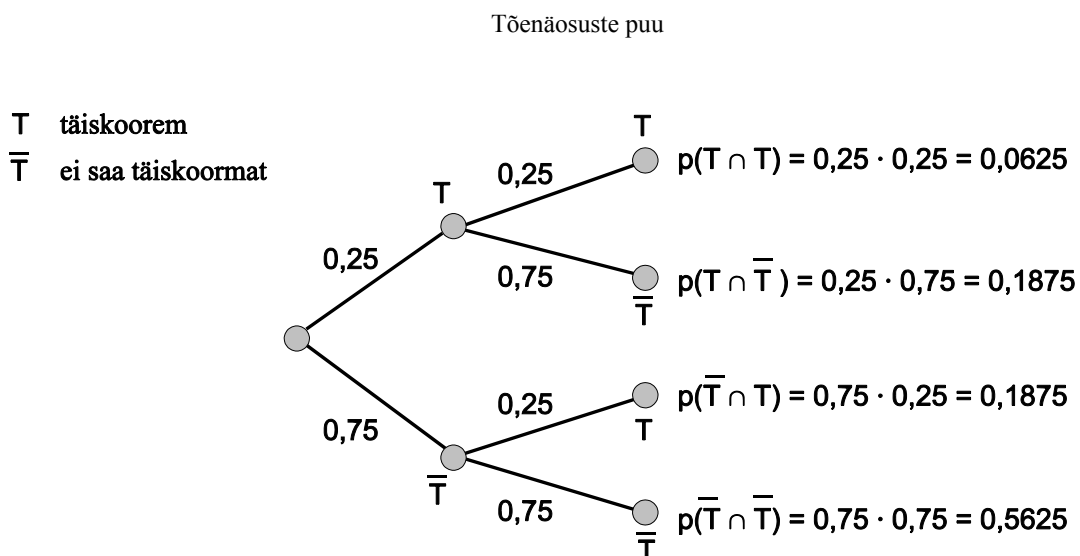 Tõenäosuste puu
T täiskoorem
T̅ ei saa täiskoormat
T
p(T ∩ T) = 0,25 · 0,25 = 0,0625
0,25
T
0,25
0,75
p(T ∩ T̅ ) = 0,25 · 0,75 = 0,1875
T̅
0,75
T̅
0,25
p(T̅ ∩ T) = 0,75 · 0,25 = 0,1875
T
0,75
p(T̅ ∩ T̅) = 0,75 · 0,75 = 0,5625
T̅